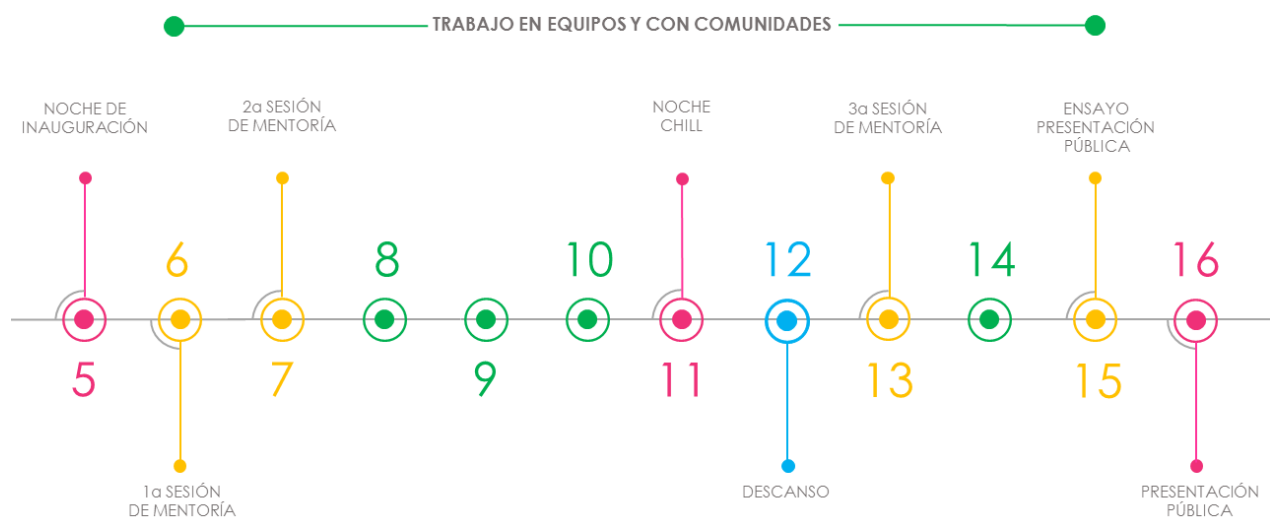 TRABAJO EN EQUIPOS Y CON COMUNIDADES
NOCHE DE
INAUGURACIÓN
2a SESIÓN
DE MENTORÍA
NOCHE
CHILL
3a SESIÓN
DE MENTORÍA
ENSAYO
PRESENTACIÓN
PÚBLICA
5
6
7
8
9
10
11
12
13
14
15
16
1a SESIÓN
DE MENTORÍA
DESCANSO
PRESENTACIÓN
PÚBLICA